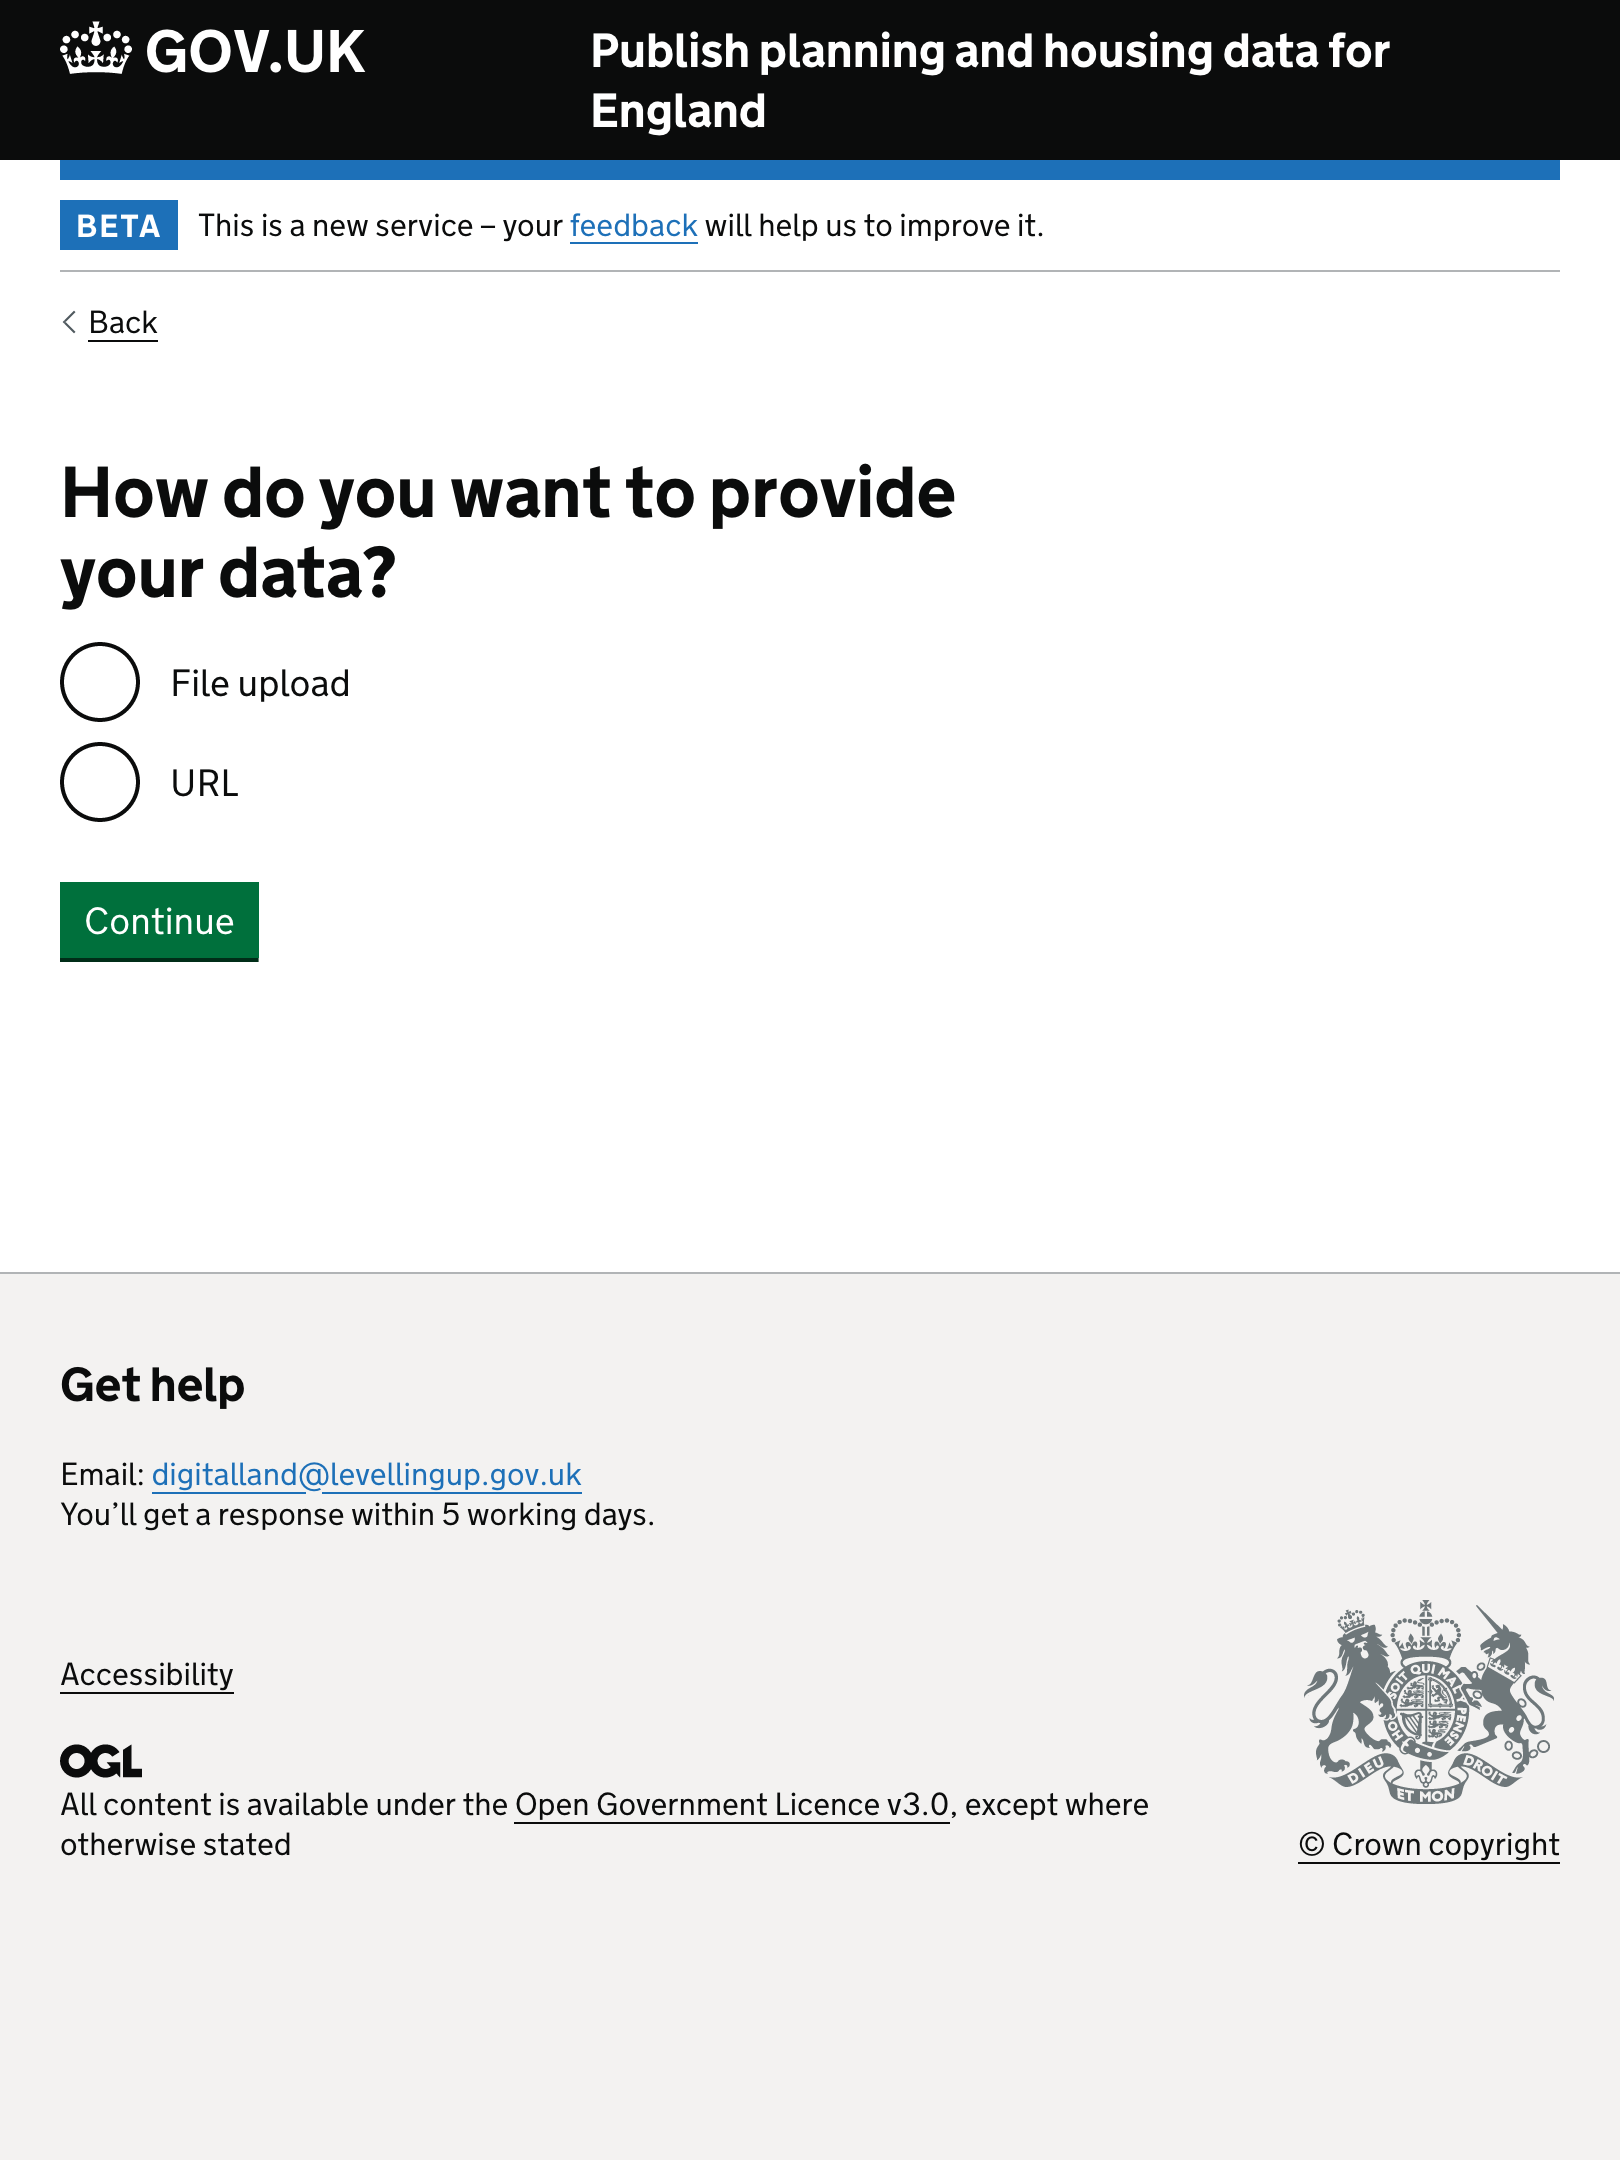 GOV.UK
Publish planning and housing data for
England
BETA This is a new service – your feedback will help us to improve it.
Back
How do you want to provide
your data?
File upload
URL
Continue
Get help
Email: digitalland@levellingup.gov.uk
You’ll get a response within 5 working days.
Accessibility
OGL
All content is available under the Open Government Licence v3.0, except where
otherwise stated
SOIT QUI MAL Y PENSE
DIEU ET MON DROIT
© Crown copyright